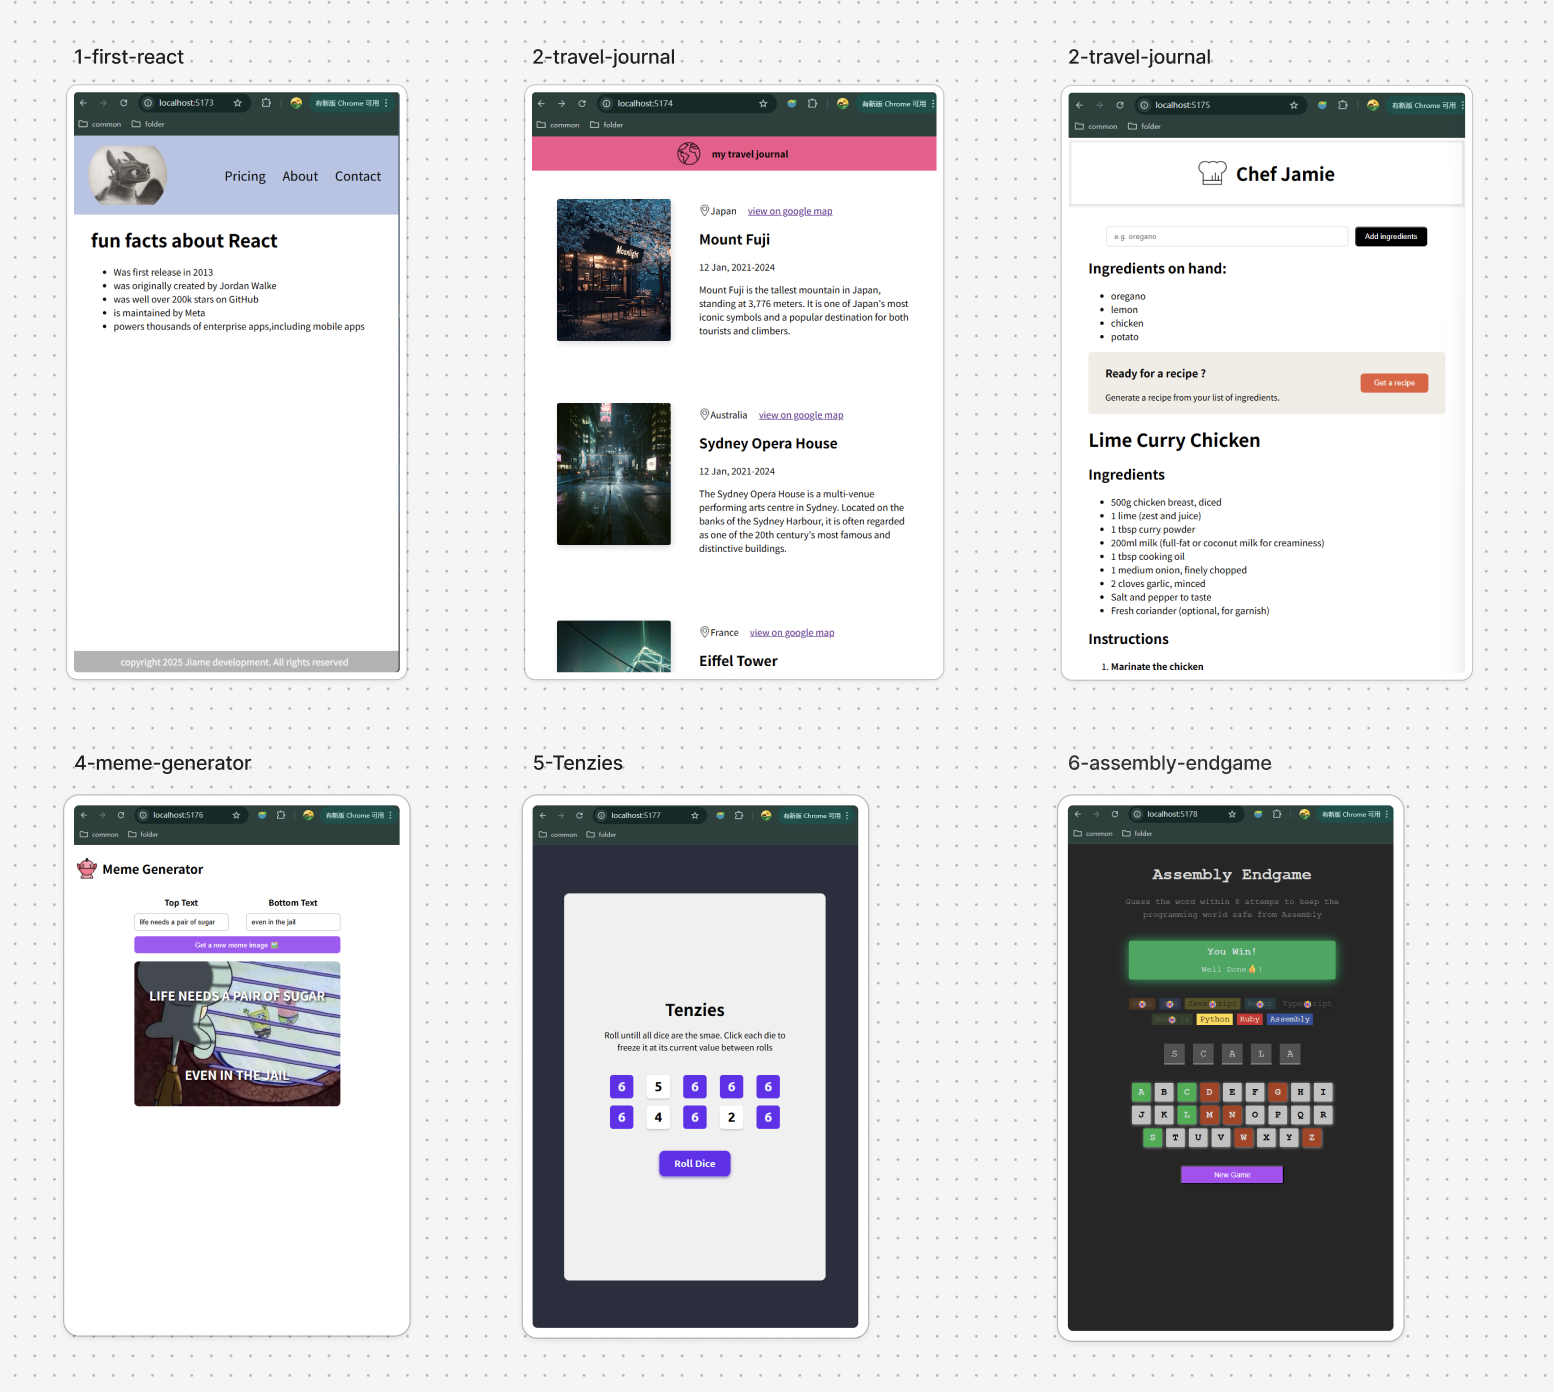 1-first-react
localhost:5173
有新版 Chrome 可用
common
folder
Pricing
About
Contact
fun facts about React
Was first release in 2013
was originally created by Jordan Walke
was well over 200k stars on GitHub
is maintained by Meta
powers thousands of enterprise apps,including mobile apps
copyright 2025 Jiame development. All rights reserved
2-travel-journal
localhost:5174
有新版 Chrome 可用
common
folder
my travel journal
Moonlight
Japan view on google map
Mount Fuji
12 Jan, 2021-2024
Mount Fuji is the tallest mountain in Japan,
standing at 3,776 meters. It is one of Japan's most
iconic symbols and a popular destination for both
tourists and climbers.
Australia view on google map
Sydney Opera House
12 Jan, 2021-2024
The Sydney Opera House is a multi-venue
performing arts centre in Sydney. Located on the
banks of the Sydney Harbour, it is often regarded
as one of the 20th century's most famous and
distinctive buildings.
France view on google map
Eiffel Tower
2-travel-journal
localhost:5175
有新版 Chrome 可用
common
folder
Chef Jamie
e.g. oregano
Add ingredients
Ingredients on hand:
oregano
lemon
chicken
potato
Ready for a recipe ?
Generate a recipe from your list of ingredients.
Get a recipe
Lime Curry Chicken
Ingredients
500g chicken breast, diced
1 lime (zest and juice)
1 tbsp curry powder
200ml milk (full-fat or coconut milk for creaminess)
1 tbsp cooking oil
1 medium onion, finely chopped
2 cloves garlic, minced
Salt and pepper to taste
Fresh coriander (optional, for garnish)
Instructions
1. Marinate the chicken
4-meme-generator
localhost:5176
有新版 Chrome 可用
common
folder
Meme Generator
Top Text
Bottom Text
life needs a pair of sugar
even in the jail
Get a new meme image
LIFE NEEDS A PAIR OF SUGAR
EVEN IN THE JAIL
5-Tenzies
localhost:5177
有新版 Chrome 可用
common
folder
Tenzies
Roll untill all dice are the smae. Click each die to
freeze it at its current value between rolls
6 5 6 6 6
6 4 6 2 6
Roll Dice
6-assembly-endgame
localhost:5178
有新版 Chrome 可用
common
folder
Assembly Endgame
Guess the word within 8 attemps to keep the
programming world safe from Assembly
You Win!
Well Done👍!
Python Ruby Assembly
S C A L A
A B C D E F G H I
J K L M N O P Q R
S T U V W X Y Z
New Game